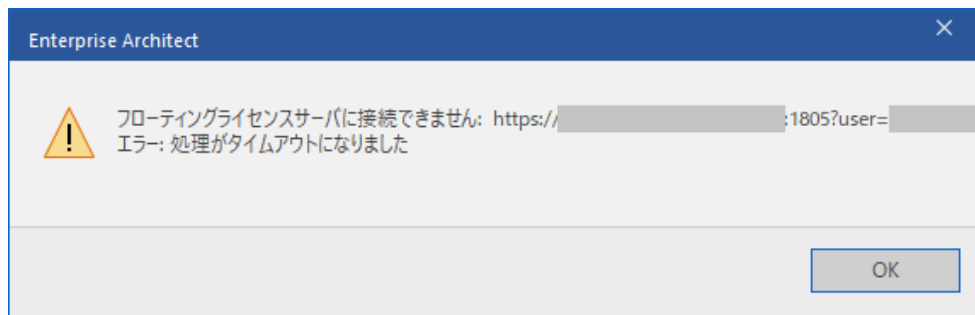 Enterprise Architect
フローティングライセンスサーバに接続できません: https:// :1805?user=
エラー: 処理がタイムアウトになりました
OK